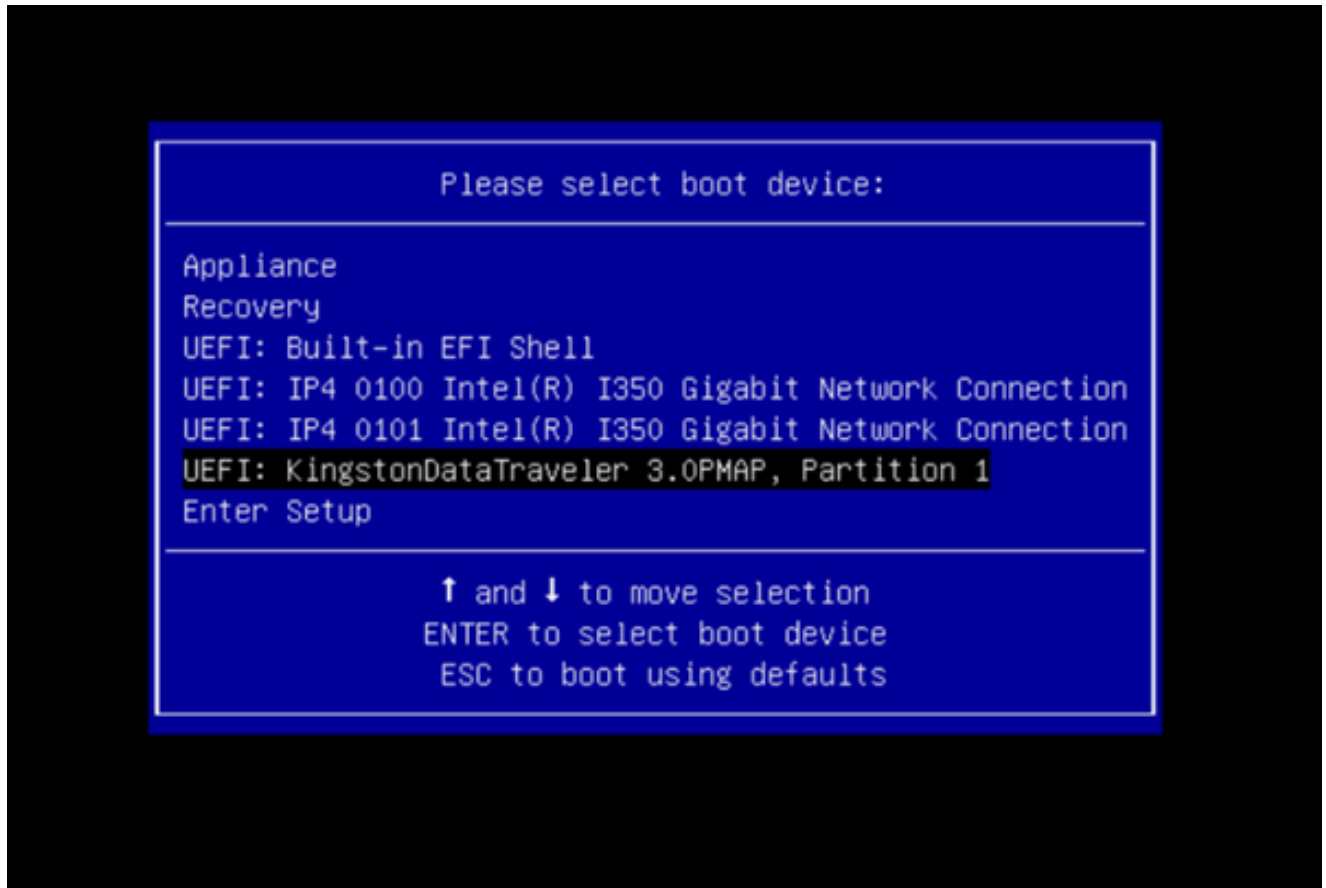 Please select boot device:
Appliance
Recovery
UEFI: Built-in EFI Shell
UEFI: IP4 0100 Intel(R) I350 Gigabit Network Connection
UEFI: IP4 0101 Intel(R) I350 Gigabit Network Connection
UEFI: KingstonDataTraveler 3.0PMAP, Partition 1
Enter Setup
↑ and ↓ to move selection
ENTER to select boot device
ESC to boot using defaults